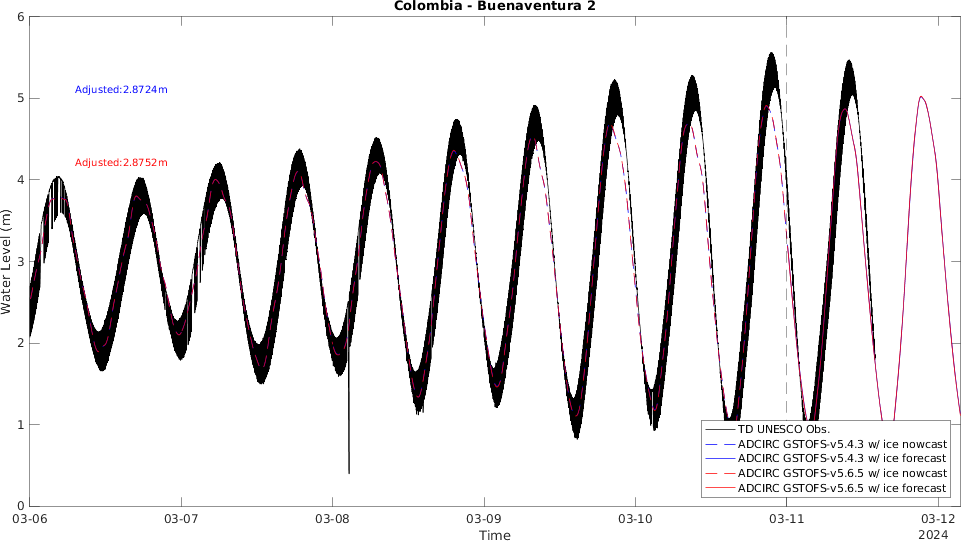 Colombia - Buenaventura 2
6
5
4
3
2
1
0
Water Level (m)
Adjusted:2.8724m
Adjusted:2.8752m
TD UNESCO Obs.
ADCIRC GSTOFS-v5.4.3 w/ ice nowcast
ADCIRC GSTOFS-v5.4.3 w/ ice forecast
ADCIRC GSTOFS-v5.6.5 w/ ice nowcast
ADCIRC GSTOFS-v5.6.5 w/ ice forecast
03-06 03-07 03-08 03-09 03-10 03-11 03-12
Time
2024